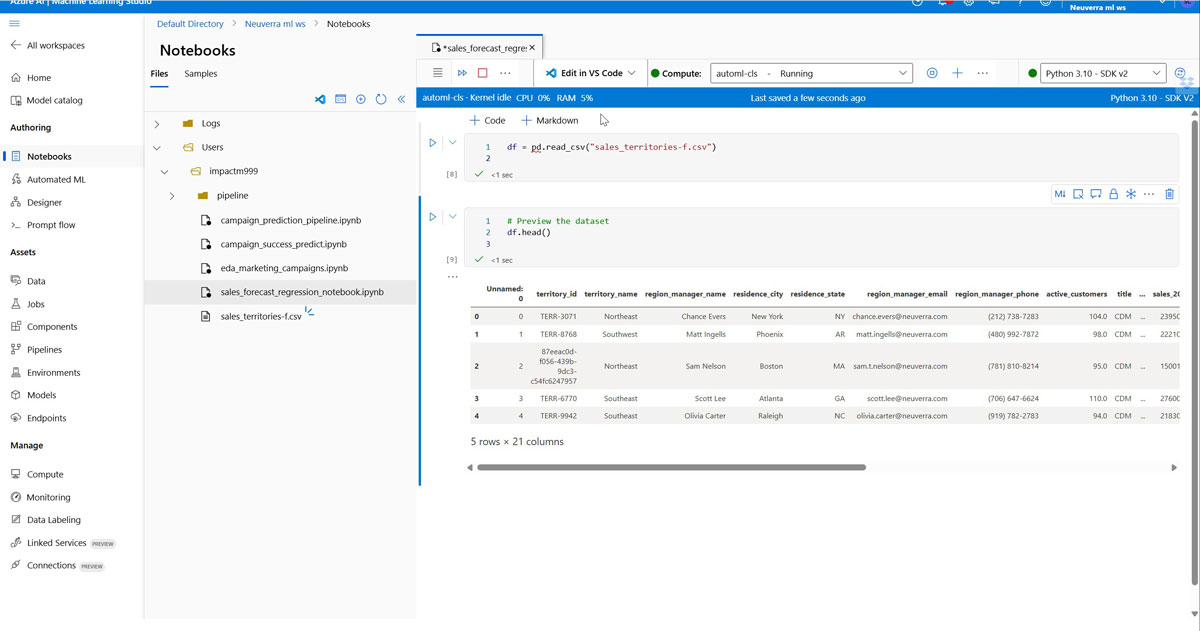 Azure AI | Machine Learning Studio
Neuverra ml ws
Default Directory > Neuverra ml ws > Notebooks
All workspaces
Home
Model catalog
Authoring
Notebooks
Automated ML
Designer
Prompt flow
Assets
Data
Jobs
Components
Pipelines
Environments
Models
Endpoints
Manage
Compute
Monitoring
Data Labeling
Linked Services PREVIEW
Connections PREVIEW
Notebooks
Files Samples
Logs
Users
impactm999
pipeline
campaign_prediction_pipeline.ipynb
campaign_success_predict.ipynb
eda_marketing_campaigns.ipynb
sales_forecast_regression_notebook.ipynb
sales_territories-f.csv
*sales_forecast_regre:
Edit in VS Code
Compute: automl-cls - Running
Python 3.10 - SDK v2
automl-cls · Kernel idle CPU 0% RAM 5%
Last saved a few seconds ago
Python 3.10 - SDK V2
+ Code + Markdown
1 df = pd.read_csv("sales_territories-f.csv")
2
[8] <1 sec
M↓ ...
1 # Preview the dataset
2 df.head()
3
[9] <1 sec
...
Unnamed: 0 territory_id territory_name region_manager_name residence_city residence_state region_manager_email region_manager_phone active_customers title ... sales_20
0 0 TERR-3071 Northeast Chance Evers New York NY chance.evers@neuverra.com (212) 738-7283 104.0 CDM ... 23950
1 1 TERR-8768 Southwest Matt Ingells Phoenix AR matt.ingells@neuverra.com (480) 992-7872 98.0 CDM ... 22210
2 2 87eeac0d-f056-439b-9dc3-c54fc6247957 Northeast Sam Nelson Boston MA sam.t.nelson@neuverra.com (781) 810-8214 95.0 CDM ... 15001
3 3 TERR-6770 Southeast Scott Lee Atlanta GA scott.lee@neuverra.com (706) 647-6624 110.0 CDM ... 27600
4 4 TERR-9942 Southeast Olivia Carter Raleigh NC olivia.carter@neuverra.com (919) 782-2783 94.0 CDM ... 21830
5 rows × 21 columns